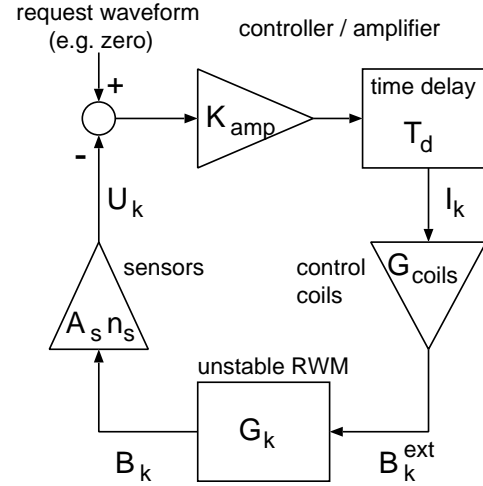 request waveform
(e.g. zero)
controller / amplifier
+
-
K amp
time delay
T d
U k
I k
sensors
control
coils
G coils
A s n s
unstable RWM
G k
B k
B k ext